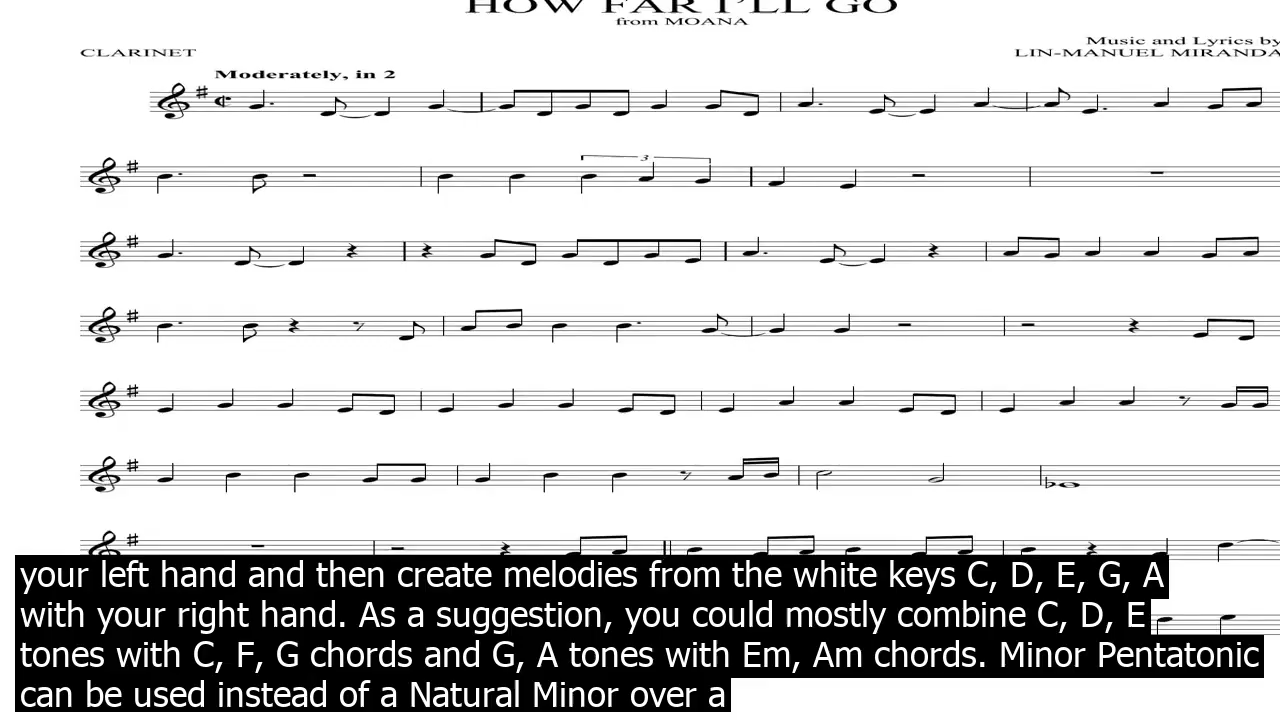 HOW FAR I'LL GO
from MOANA
CLARINET
Music and Lyrics by
LIN-MANUEL MIRANDA
Moderately, in 2
3
your left hand and then create melodies from the white keys C, D, E, G, A
with your right hand. As a suggestion, you could mostly combine C, D, E
tones with C, F, G chords and G, A tones with Em, Am chords. Minor Pentatonic
can be used instead of a Natural Minor over a